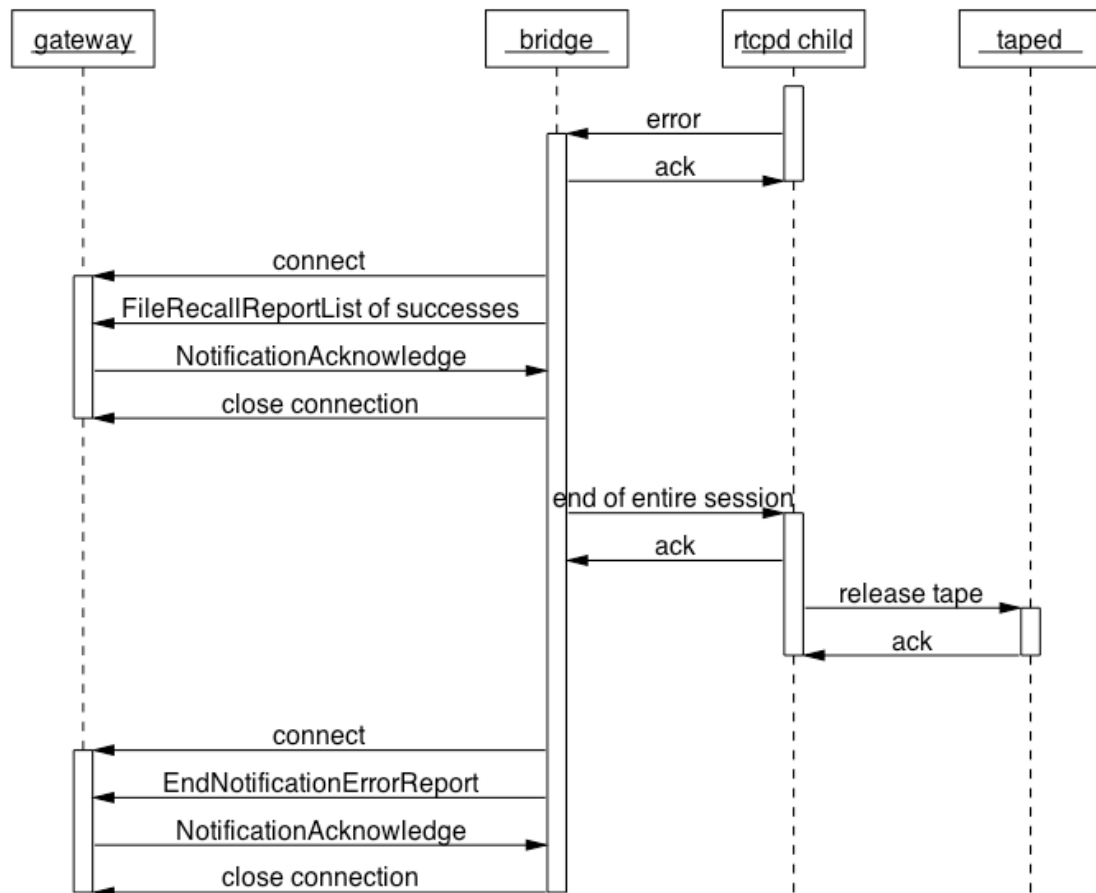 gateway
bridge
rtcpd child
taped
error
ack
connect
FileRecallReportList of successes
NotificationAcknowledge
close connection
end of entire session
ack
release tape
ack
connect
EndNotificationErrorReport
NotificationAcknowledge
close connection